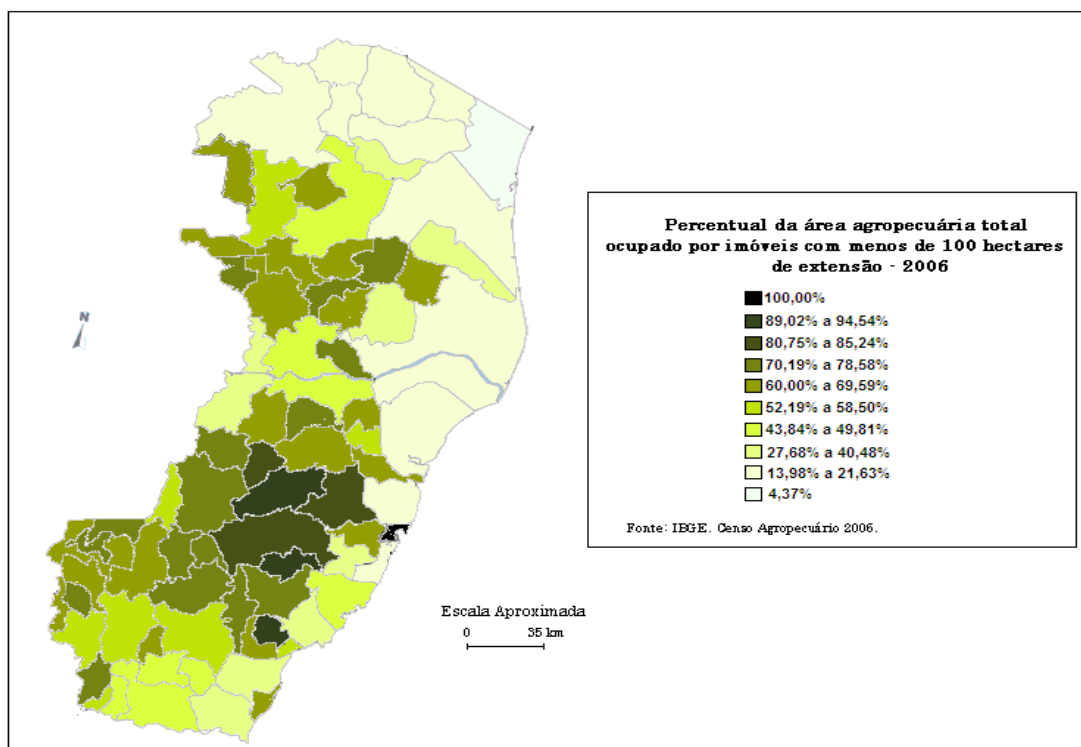 Percentual da área agropecuária total
ocupado por imóveis com menos de 100 hectares
de extensão - 2006
100,00%
89,02% a 94,54%
80,75% a 85,24%
70,19% a 78,58%
60,00% a 69,59%
52,19% a 58,50%
43,84% a 49,81%
27,68% a 40,48%
13,98% a 21,63%
4,37%
Fonte: IBGE. Censo Agropecuário 2006.
N
Escala Aproximada
0 35 km